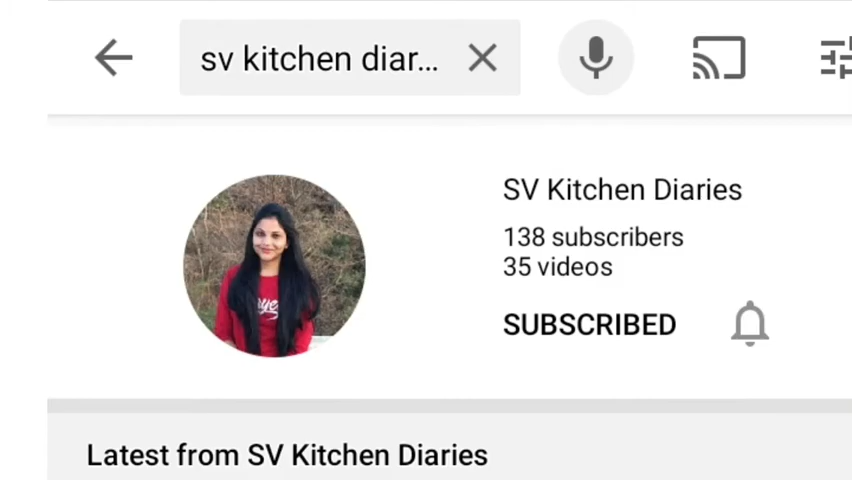 sv kitchen diar...
SV Kitchen Diaries
138 subscribers
35 videos
SUBSCRIBED
Latest from SV Kitchen Diaries